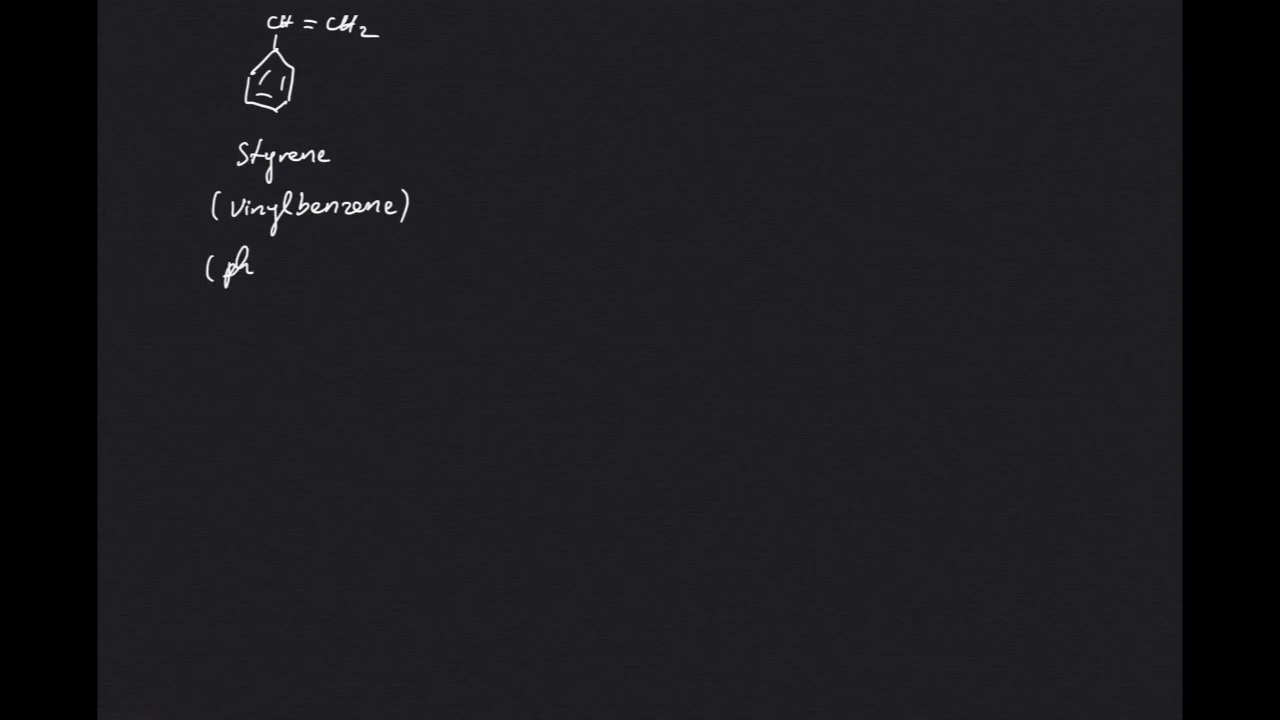 CH = CH₂
Styrene
(vinylbenzene)
(ph